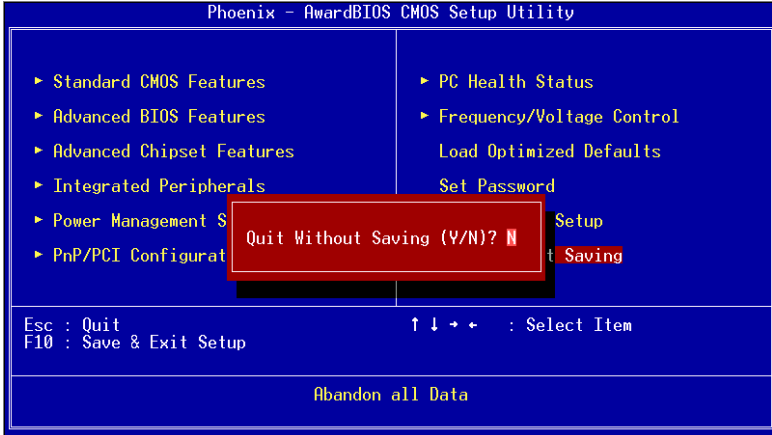 Phoenix - AwardBIOS CMOS Setup Utility
► Standard CMOS Features
► Advanced BIOS Features
► Advanced Chipset Features
► Integrated Peripherals
► Power Management S
► PnP/PCI Configurat
► PC Health Status
► Frequency/Voltage Control
Load Optimized Defaults
Set Password
Setup
t Saving
Quit Without Saving (Y/N)? N
Esc : Quit
F10 : Save & Exit Setup
↑ ↓ → ← : Select Item
Abandon all Data